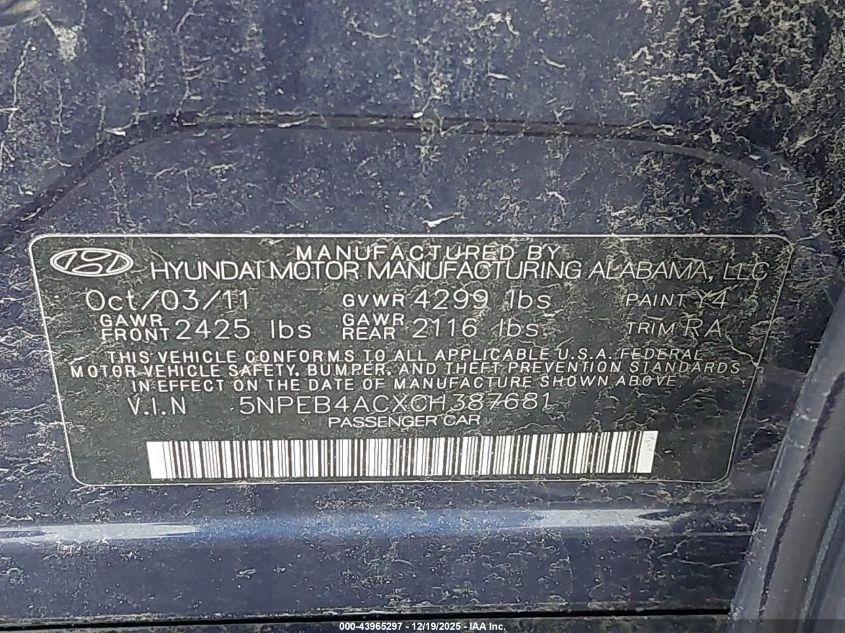 MANUFACTURED BY
HYUNDAI MOTOR MANUFACTURING ALABAMA, LLC
Oct/03/11 GVWR 4299 lbs PAINT Y4
GAWR FRONT 2425 lbs GAWR REAR 2116 lbs TRIM RA
THIS VEHICLE CONFORMS TO ALL APPLICABLE U.S.A. FEDERAL
MOTOR VEHICLE SAFETY, BUMPER, AND THEFT PREVENTION STANDARDS
IN EFFECT ON THE DATE OF MANUFACTURE SHOWN ABOVE.
V.I.N 5NPEB4ACXCH387681
PASSENGER CAR
000-43965297 - 12/19/2025 - IAA Inc.